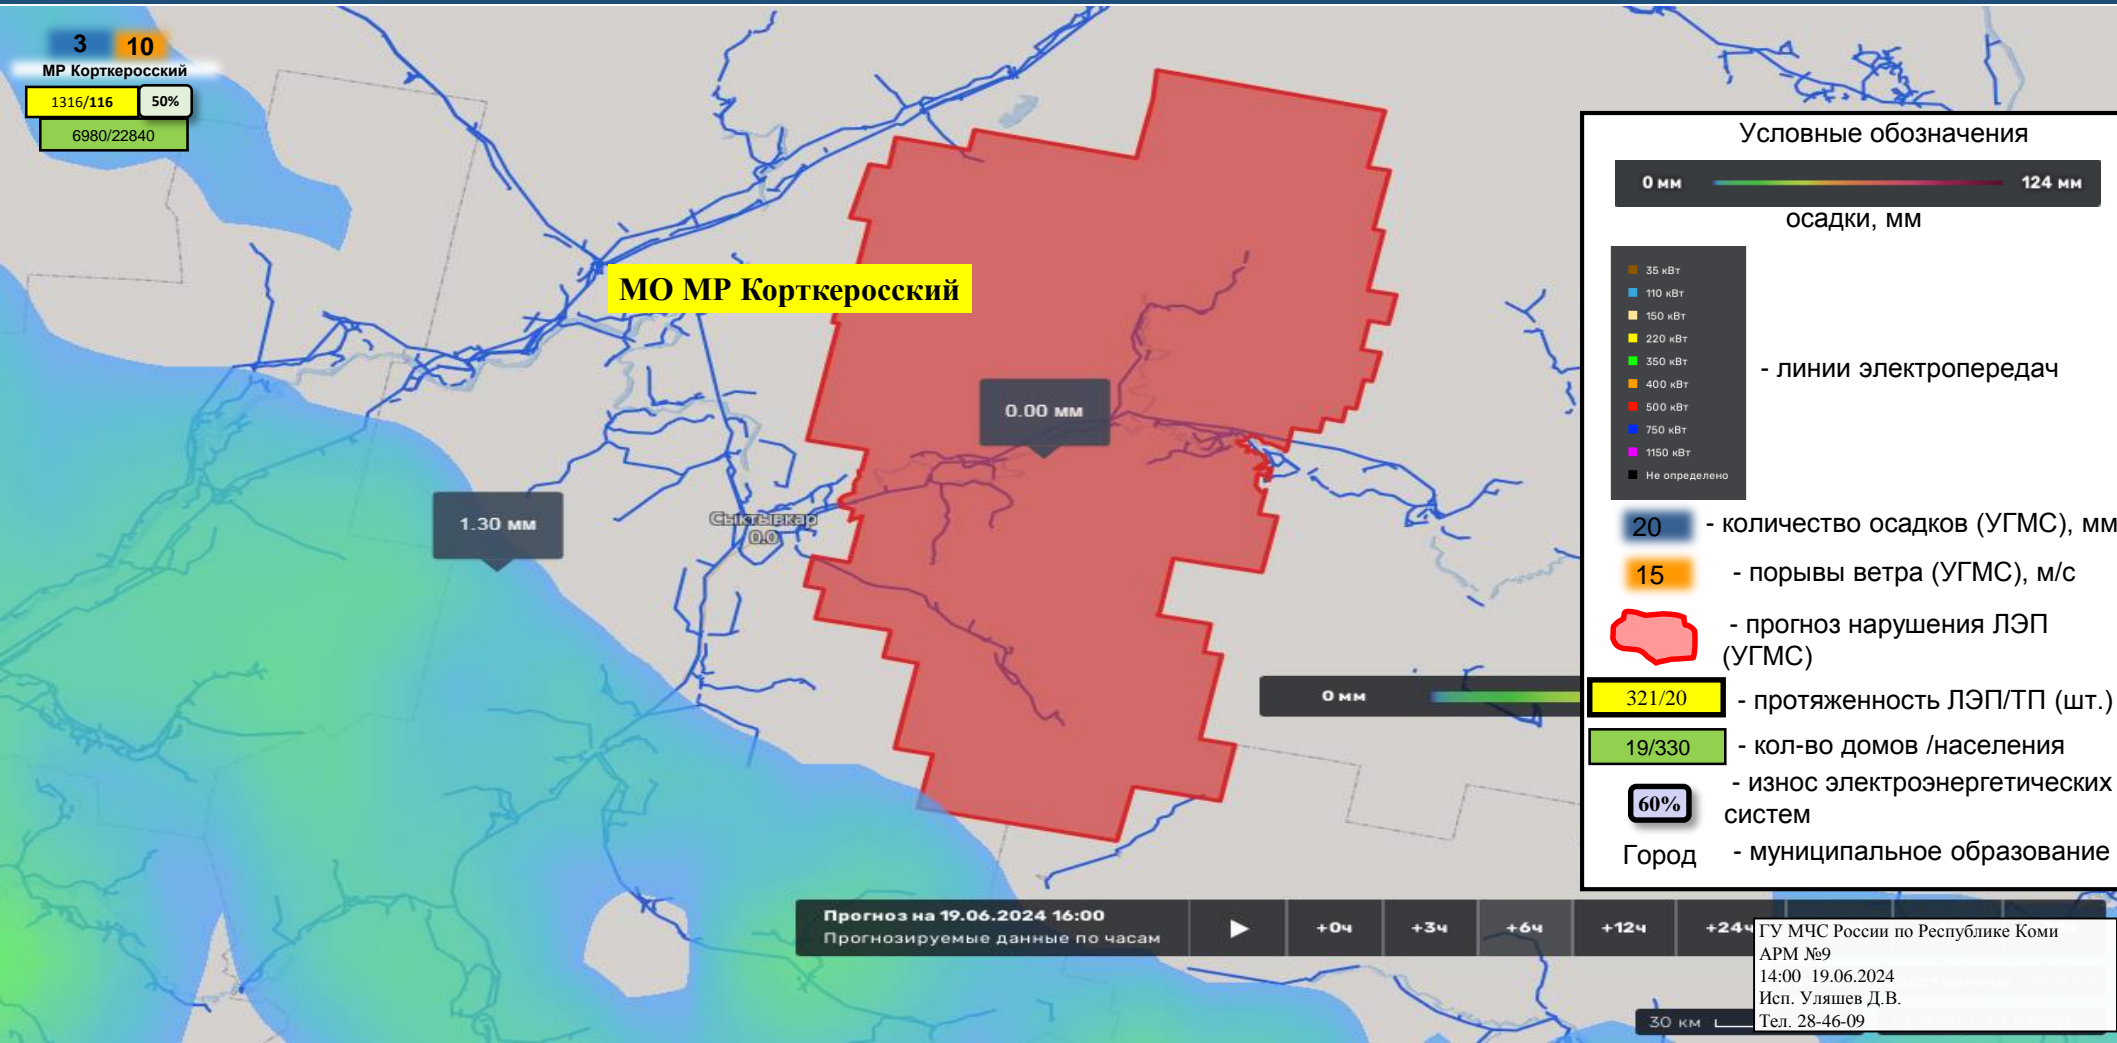 3 10
МР Корткеросский
1316/116 50%
6980/22840
МО МР Корткеросский
0.00 мм
1.30 мм
Сыктывкар
0.0
0 мм
Условные обозначения
0 мм 124 мм
осадки, мм
35 кВт
110 кВт
150 кВт
220 кВт
350 кВт
400 кВт
500 кВт
750 кВт
1150 кВт
Не определено
- линии электропередач
20 - количество осадков (УГМС), мм
15 - порывы ветра (УГМС), м/с
- прогноз нарушения ЛЭП
(УГМС)
321/20 - протяженность ЛЭП/ТП (шт.)
19/330 - кол-во домов /населения
- износ электроэнергетических
60% систем
Город - муниципальное образование
Прогноз на 19.06.2024 16:00
Прогнозируемые данные по часам
+0ч +3ч +6ч +12ч +24ч
ГУ МЧС России по Республике Коми
АРМ №9
14:00 19.06.2024
Исп. Уляшев Д.В.
Тел. 28-46-09
30 км